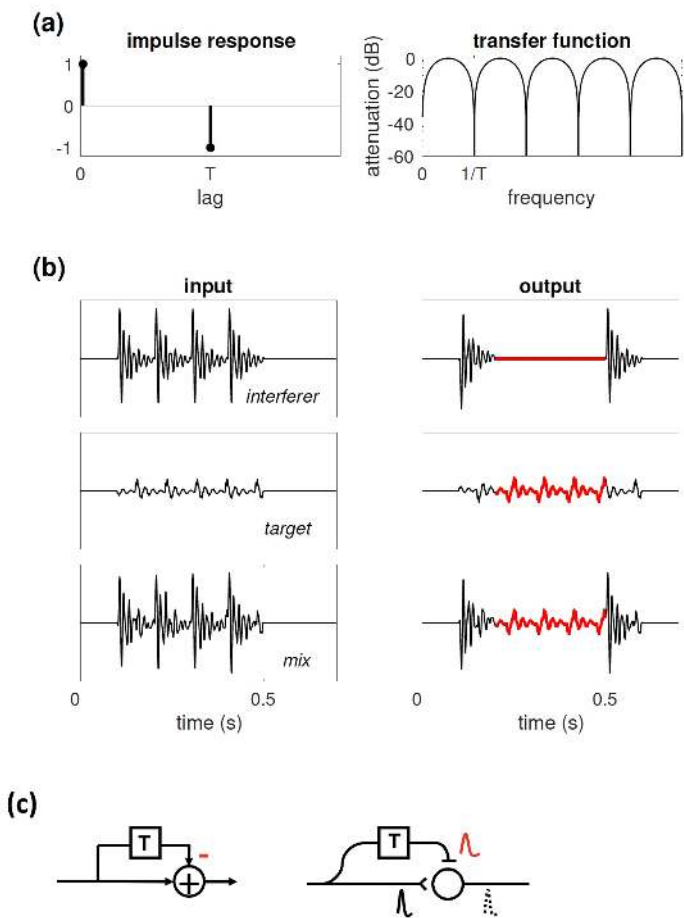 (a)
impulse response
1
0
-1
0
T
lag
transfer function
attenuation (dB)
0
-20
-40
-60
0
1/T
frequency
(b)
input
output
interferer
target
mix
0
0.5
time (s)
0
0.5
time (s)
(c)
T
-
+
T